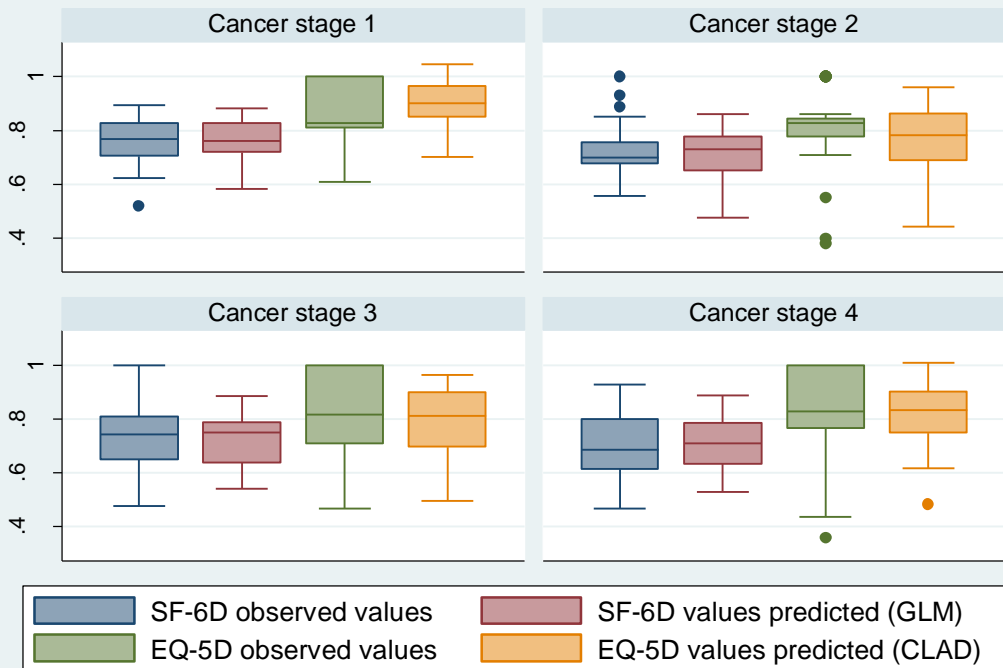 Cancer stage 1
Cancer stage 2
1
.8
.6
.4
Cancer stage 3
Cancer stage 4
1
.8
.6
.4
SF-6D observed values
SF-6D values predicted (GLM)
EQ-5D observed values
EQ-5D values predicted (CLAD)